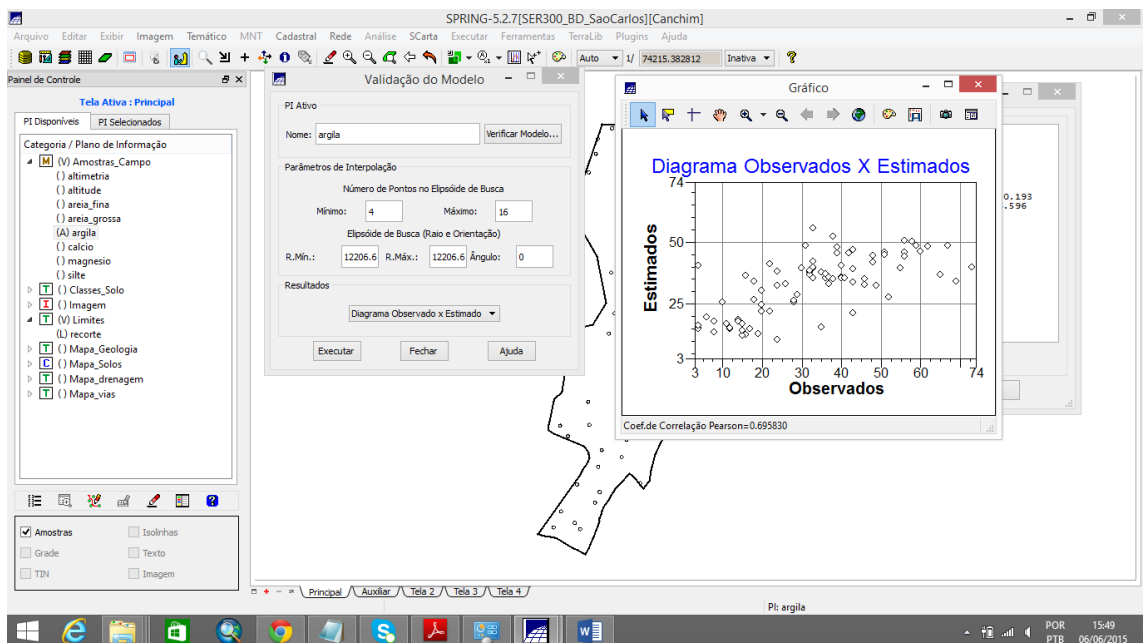 SPRING-5.2.7[SER300_BD_SaoCarlos][Canchim]
Arquivo Editar Exibir Imagem Temático MNT Cadastral Rede Análise SCarta Executar Ferramentas TerraLib Plugins Ajuda
Auto 1/ 74215.382812 Inativa
Painel de Controle
Tela Ativa : Principal
PI Disponíveis PI Selecionados
Categoria / Plano de Informação
M (V) Amostras_Campo
() altimetria
() altitude
() areia_fina
() areia_grossa
(A) argila
() calcio
() magnesio
() silte
T () Classes_Solo
I () Imagem
T (V) Limites
(L) recorte
T () Mapa_Geologia
C () Mapa_Solos
T () Mapa_drenagem
T () Mapa_vias
Amostras Isolinhas
Grade Texto
TIN Imagem
Validação do Modelo
PI Ativo
Nome: argila Verificar Modelo...
Parâmetros de Interpolação
Número de Pontos no Elipsóide de Busca
Mínimo: 4 Máximo: 16
Elipsóide de Busca (Raio e Orientação)
R.Mín.: 12206.6 R.Máx.: 12206.6 Ângulo: 0
Resultados
Diagrama Observado x Estimado
Executar Fechar Ajuda
Gráfico
Diagrama Observados X Estimados
74
50
25
3
Estimados
3 10 20 30 40 50 60 74
Observados
Coef.de Correlação Pearson=0.695830
0.193
.596
Principal Auxiliar Tela 2 Tela 3 Tela 4
PI: argila
POR 15:49
PTB 06/06/2015